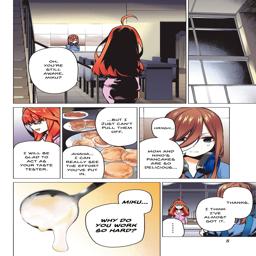 OH,
YOU'RE
STILL
AWAKE,
MIKU?
HMMM...
MOM AND
NINO'S
PANCAKES
ARE SO
DELICIOUS...
...BUT I
JUST CAN'T
PULL THEM
OFF.
AHAHA...
I CAN
REALLY SEE
THE EFFORT
YOU'VE
PUT IN.
I WILL BE
GLAD TO
ACT AS
YOUR TASTE
TESTER.
THANKS.
I THINK
I'VE
ALMOST
GOT IT.
.......
MIKU...
WHY DO
YOU WORK
SO HARD?